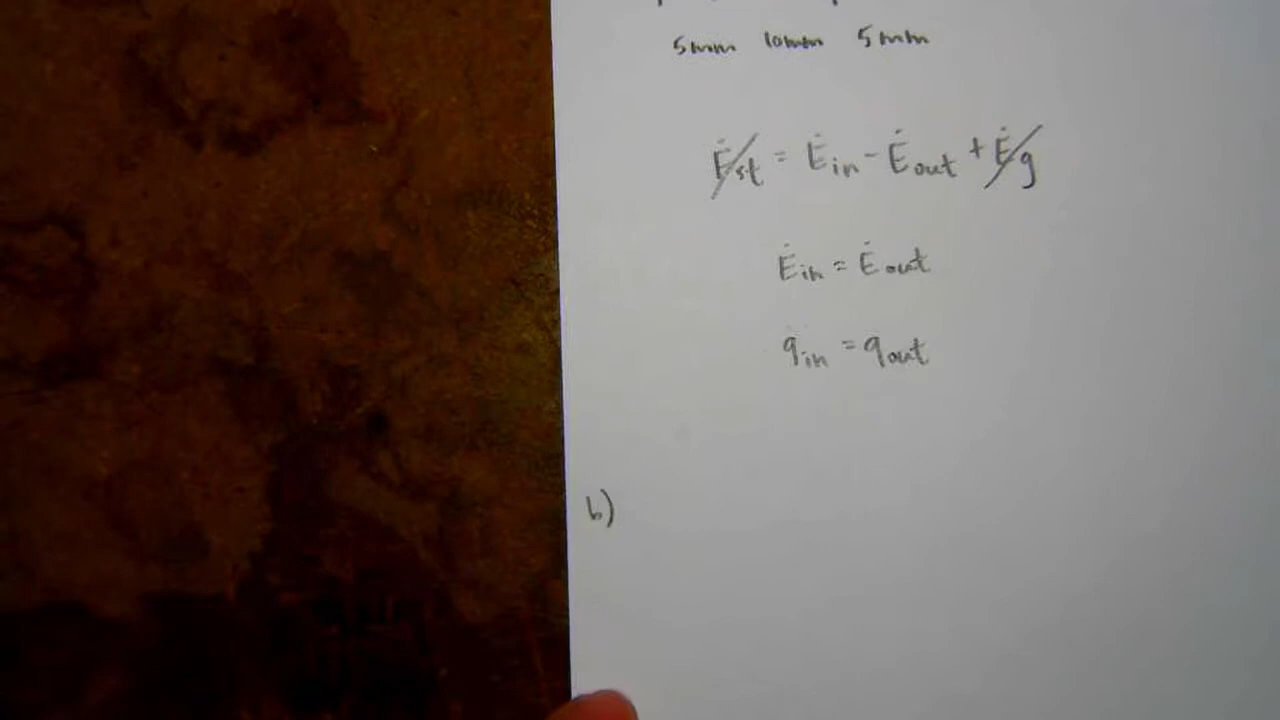 5mm 10mm 5mm
Ėst = Ėin - Ėout + Ėg
Ėin = Ėout
qin = qout
b)